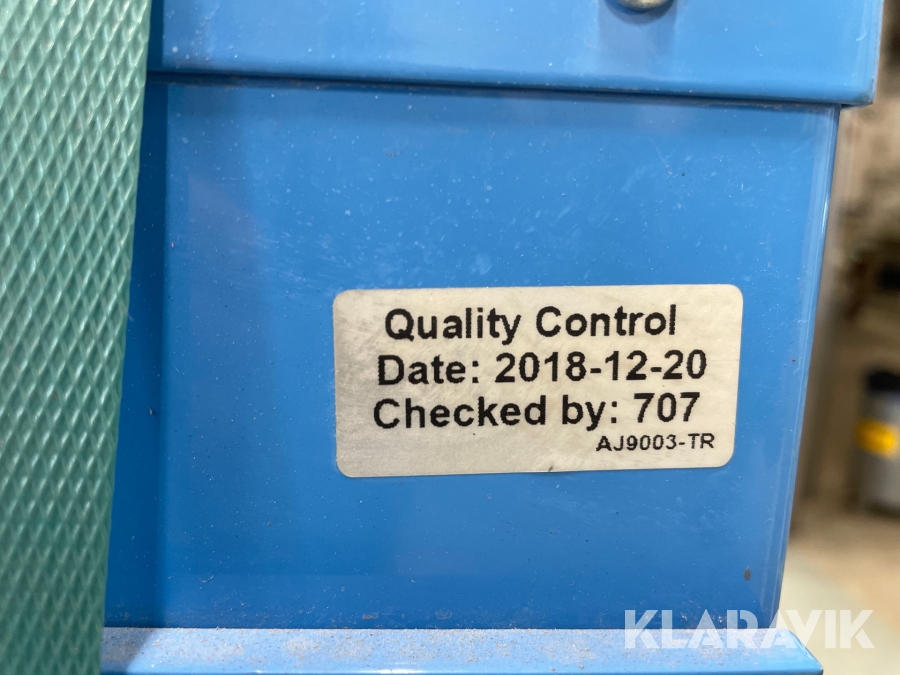 Quality Control
Date: 2018-12-20
Checked by: 707
AJ9003-TR
KLARAVIK